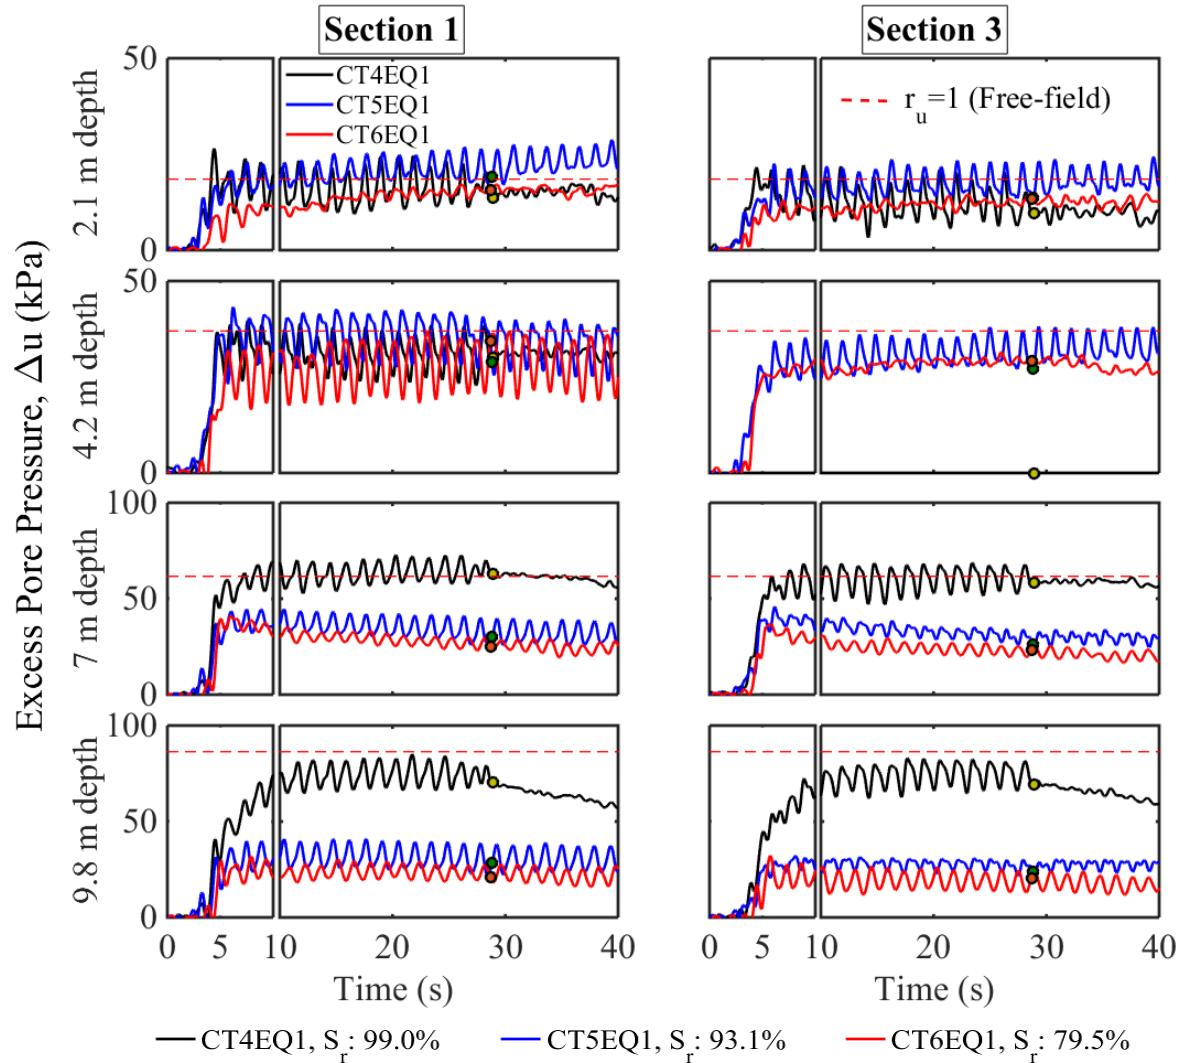 Section 1
Section 3
Excess Pore Pressure, Δu (kPa)
2.1 m depth
50
0
CT4EQ1
CT5EQ1
CT6EQ1
r_u=1 (Free-field)
4.2 m depth
50
0
7 m depth
100
50
0
9.8 m depth
100
50
0
0 5 10 20 30 40
0 5 10 20 30 40
Time (s)
Time (s)
CT4EQ1, S_r: 99.0%
CT5EQ1, S_r: 93.1%
CT6EQ1, S_r: 79.5%